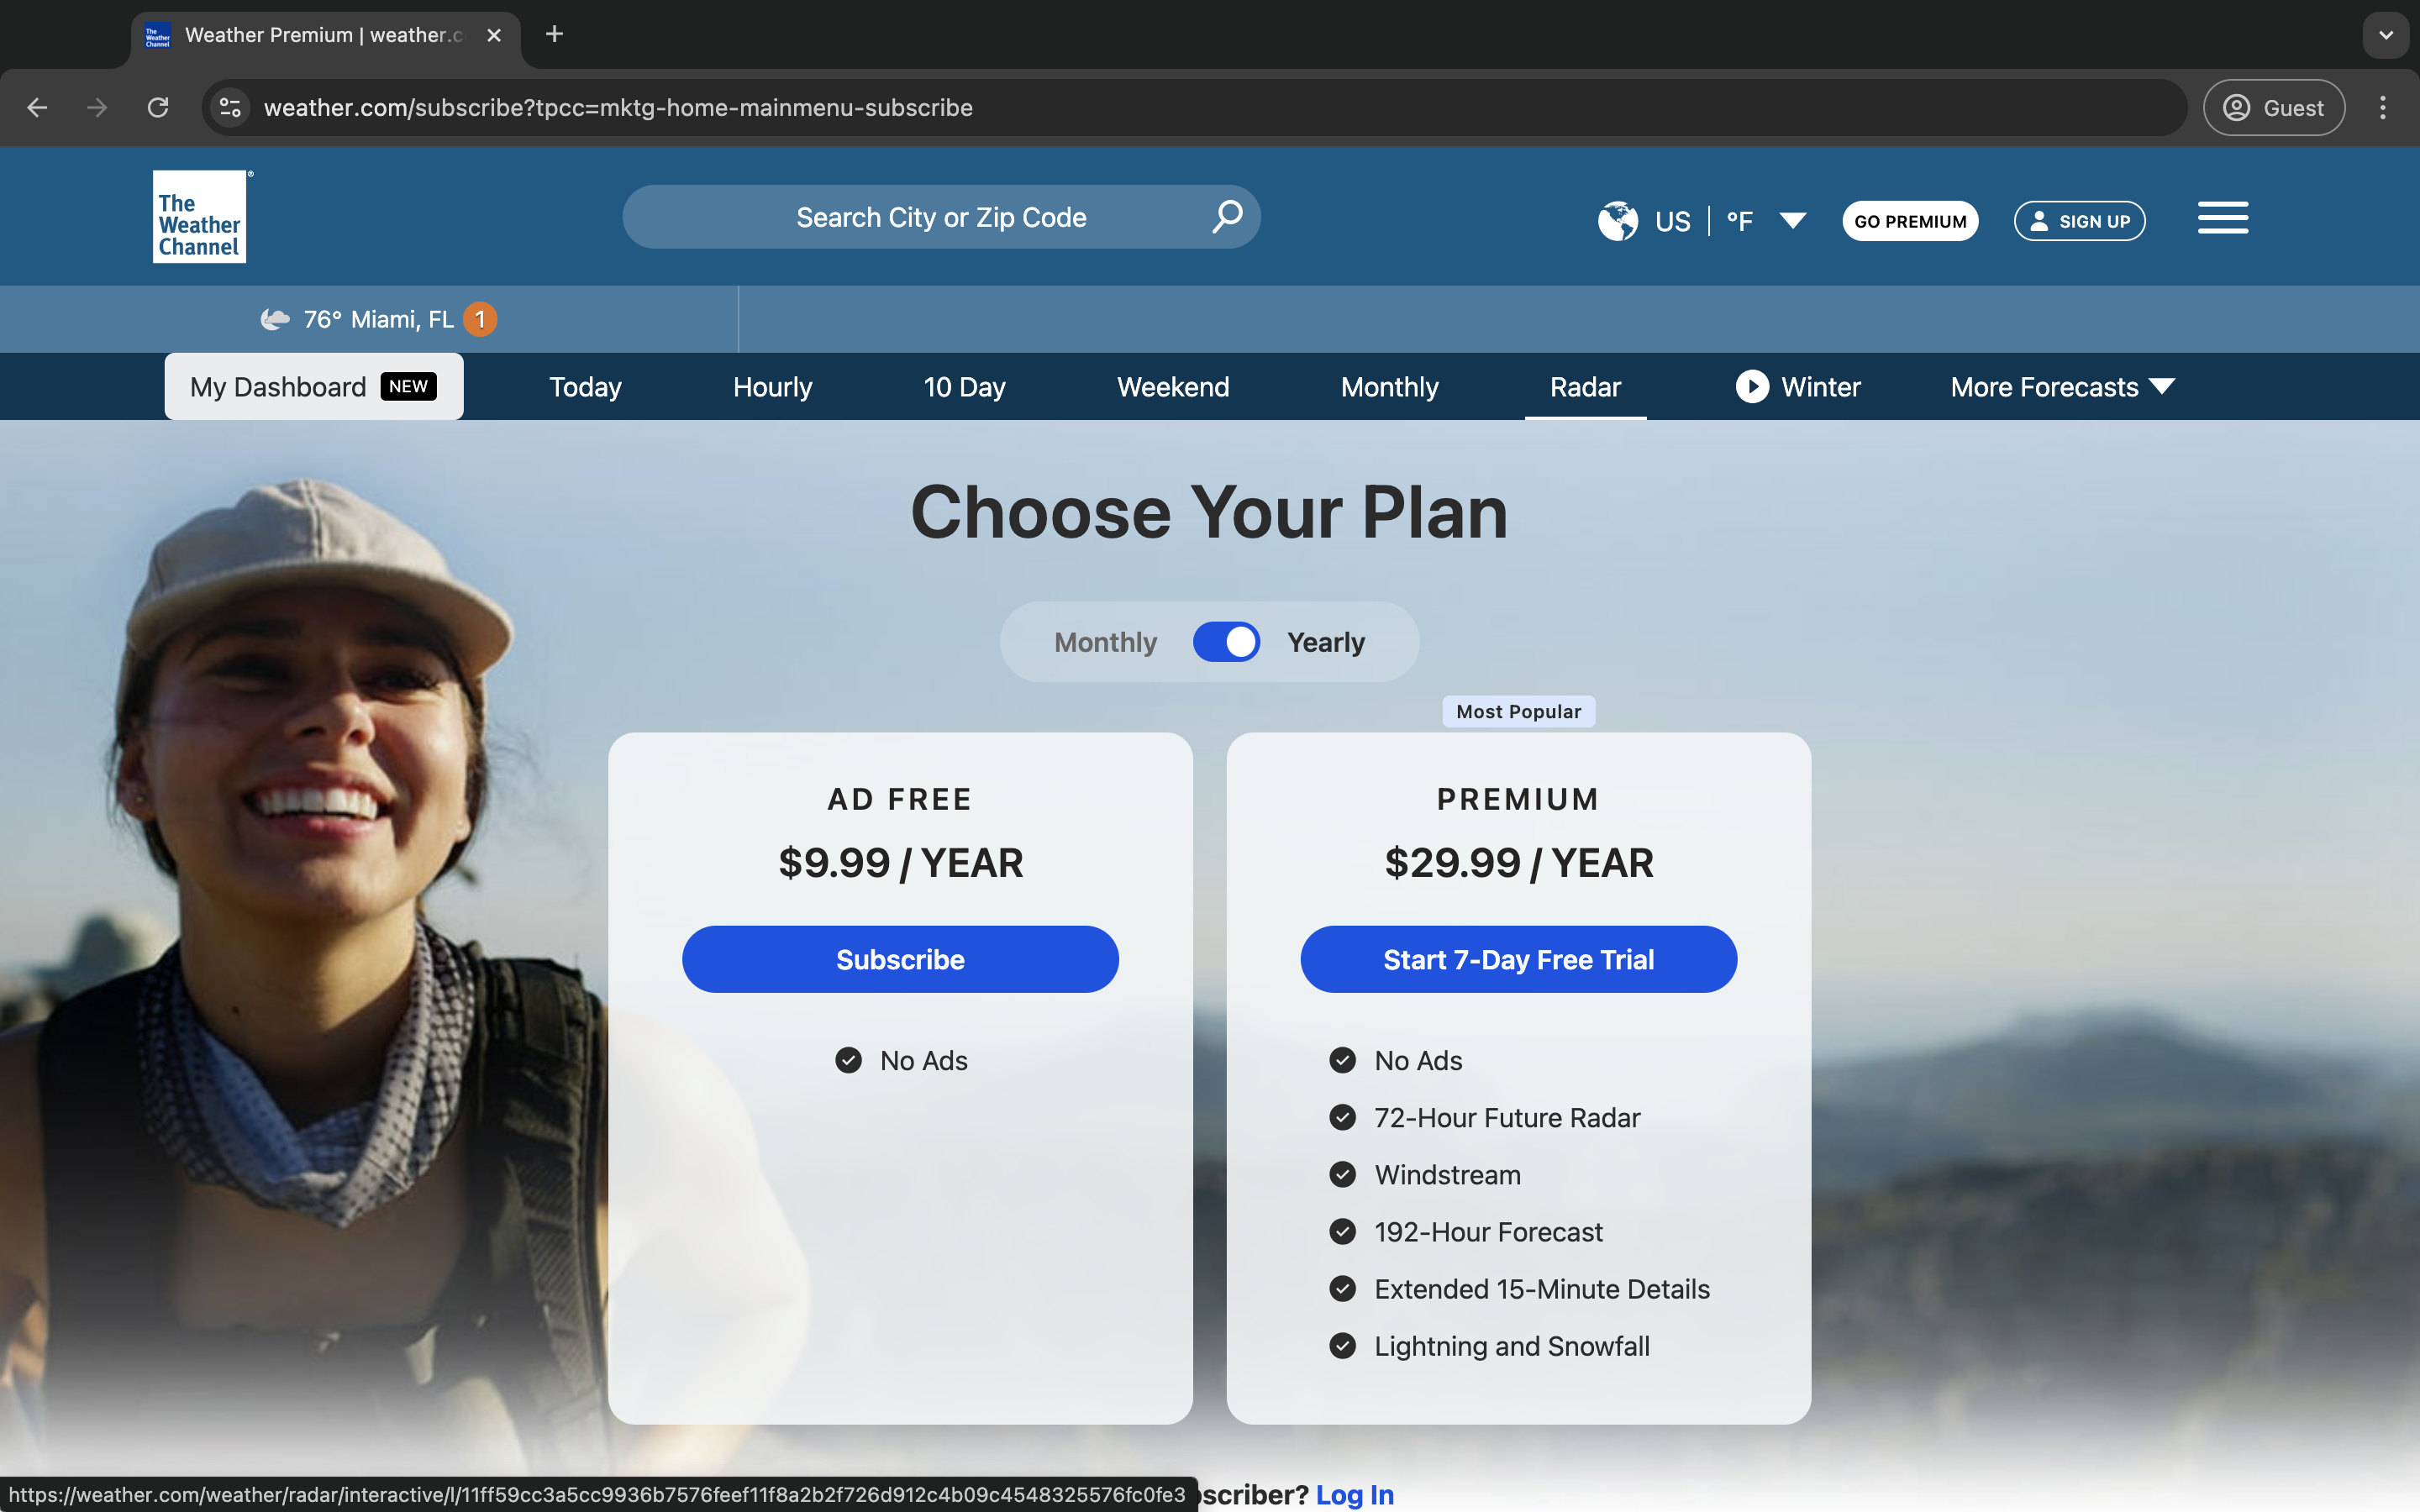 The Weather Channel
Weather Premium | weather.c
weather.com/subscribe?tpcc=mktg-home-mainmenu-subscribe
Guest
The
Weather
Channel
®
Search City or Zip Code
US | °F
GO PREMIUM
SIGN UP
76° Miami, FL 1
My Dashboard NEW
Today
Hourly
10 Day
Weekend
Monthly
Radar
Winter
More Forecasts
Choose Your Plan
Monthly
Yearly
Most Popular
AD FREE
$9.99 / YEAR
Subscribe
No Ads
PREMIUM
$29.99 / YEAR
Start 7-Day Free Trial
No Ads
72-Hour Future Radar
Windstream
192-Hour Forecast
Extended 15-Minute Details
Lightning and Snowfall
scriber? Log In
https://weather.com/weather/radar/interactive/l/11ff59cc3a5cc9936b7576feef11f8a2b2f726d912c4b09c4548325576fc0fe3